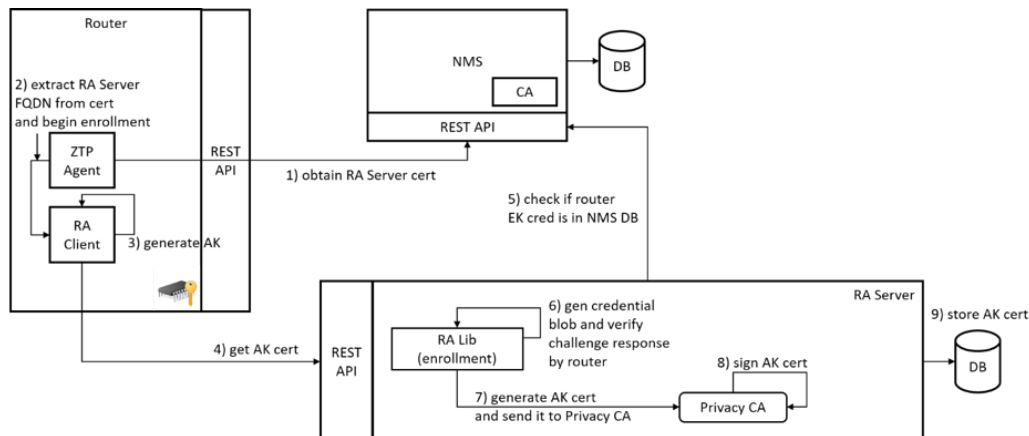 Router
2) extract RA Server
FQDN from cert
and begin enrollment
ZTP
Agent
REST
API
RA
Client
3) generate AK
NMS
CA
REST API
DB
1) obtain RA Server cert
5) check if router
EK cred is in NMS DB
4) get AK cert
REST
API
RA Server
RA Lib
(enrollment)
6) gen credential
blob and verify
challenge response
by router
7) generate AK cert
and send it to Privacy CA
8) sign AK cert
Privacy CA
9) store AK cert
DB